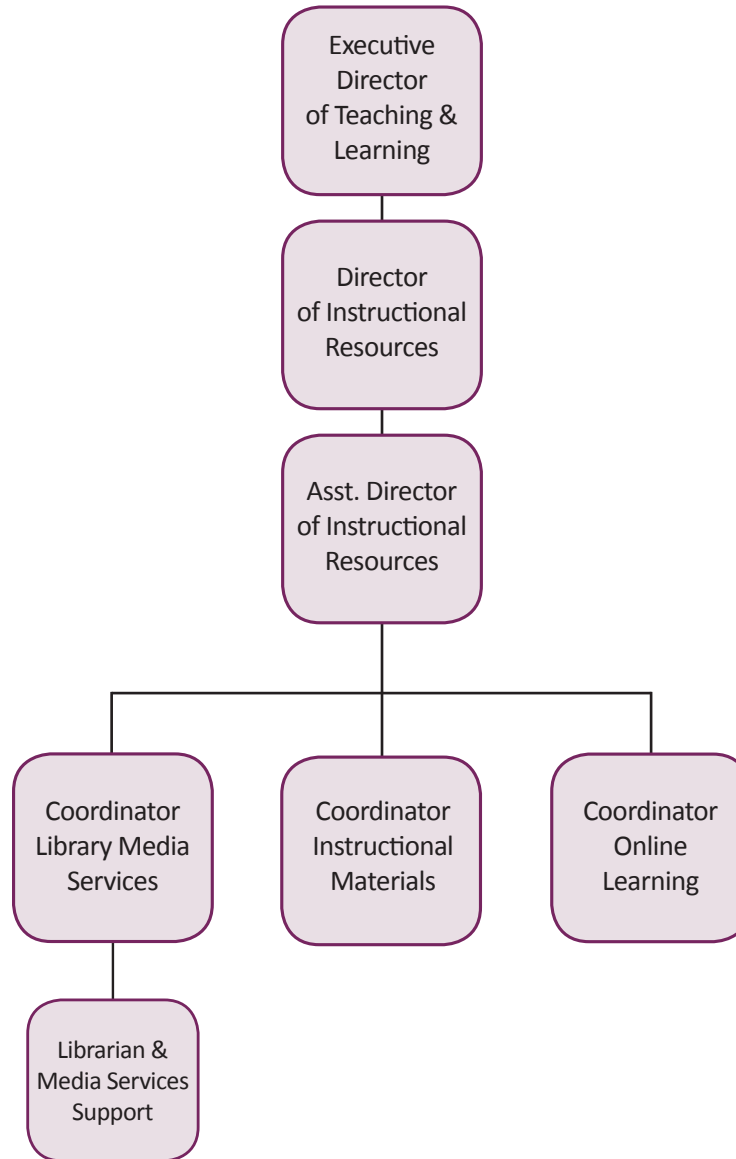 Executive
Director
of Teaching &
Learning
Director
of Instructional
Resources
Asst. Director
of Instructional
Resources
Coordinator
Library Media
Services
Coordinator
Instructional
Materials
Coordinator
Online
Learning
Librarian &
Media Services
Support